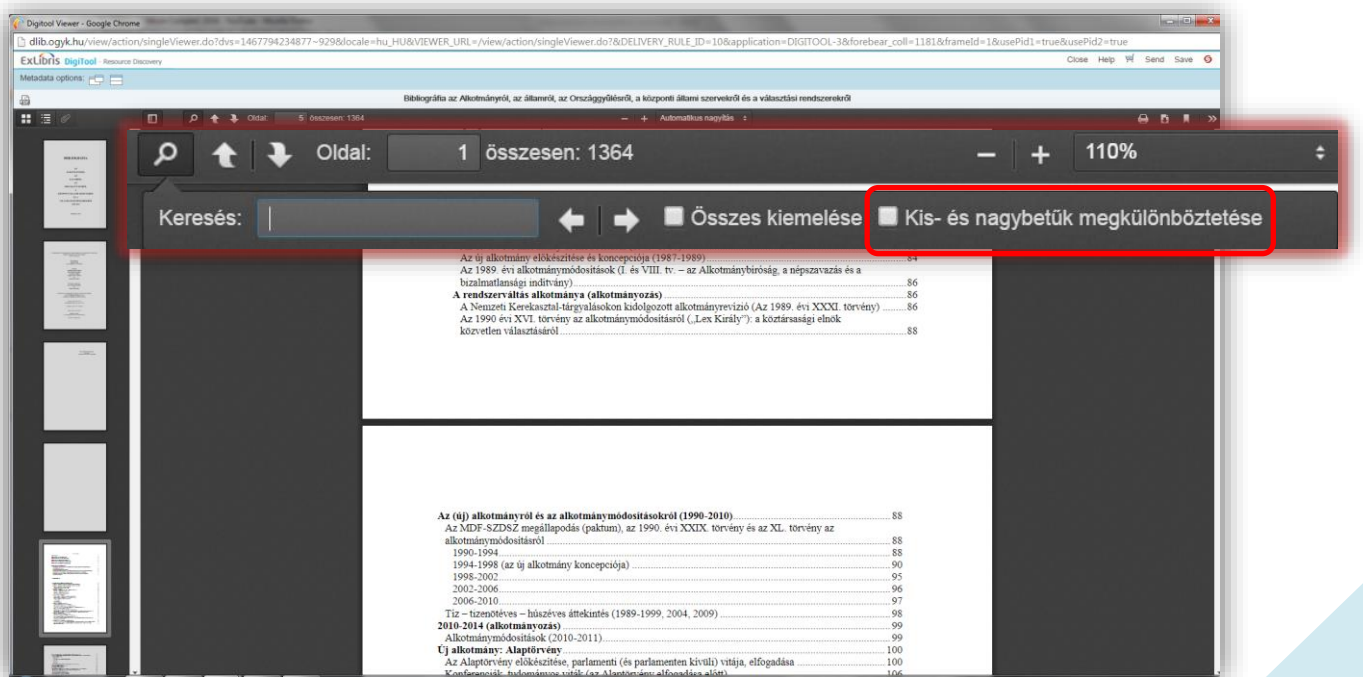 Digitool Viewer - Google Chrome
dlib.ogyk.hu/view/action/singleViewer.do?dvs=1467794234877~929&locale=hu_HU&VIEWER_URL=/view/action/singleViewer.do?&DELIVERY_RULE_ID=10&application=DIGITOOL-3&forebear_coll=1181&frameId=1&usePid1=true&usePid2=true
ExLibris DigiTool - Resource Discovery Close Help Send Save
Metadata options:
Bibliográfia az Alkotmányról, az államról, az Országgyűlésről, a központi állami szervekről és a választási rendszerekről
Oldal: 5 összesen: 1364 Automatikus nagyítás
Oldal: 1 összesen: 1364 110%
Keresés: Összes kiemelése Kis- és nagybetűk megkülönböztetése
Az új alkotmány előkészítése és koncepciója (1987-1989) 84
Az 1989. évi alkotmánymódosítások (I. és VIII. tv. – az Alkotmánybíróság, a népszavazás és a
bizalmatlansági indítvány) 86
A rendszerváltás alkotmánya (alkotmányozás) 86
A Nemzeti Kerekasztal-tárgyalásokon kidolgozott alkotmányrevízió (Az 1989. évi XXXI. törvény) 86
Az 1990 évi XVI. törvény az alkotmánymódosításról („Lex Király”): a köztársasági elnök
közvetlen választásáról 88
Az (új) alkotmányról és az alkotmánymódosításokról (1990-2010) 88
Az MDF-SZDSZ megállapodás (paktum), az 1990. évi XXIX. törvény és az XL. törvény az
alkotmánymódosításról 88
1990-1994 88
1994-1998 (az új alkotmány koncepciója) 90
1998-2002 95
2002-2006 96
2006-2010 97
Tíz – tizenötéves – húszéves áttekintés (1989-1999, 2004, 2009) 98
2010-2014 (alkotmányozás) 99
Alkotmánymódosítások (2010-2011) 99
Új alkotmány: Alaptörvény 100
Az Alaptörvény előkészítése, parlamenti (és parlamenten kívüli) vitája, elfogadása 100
Konferenciák, tudományos viták (az Alaptörvény elfogadása előtt) 106